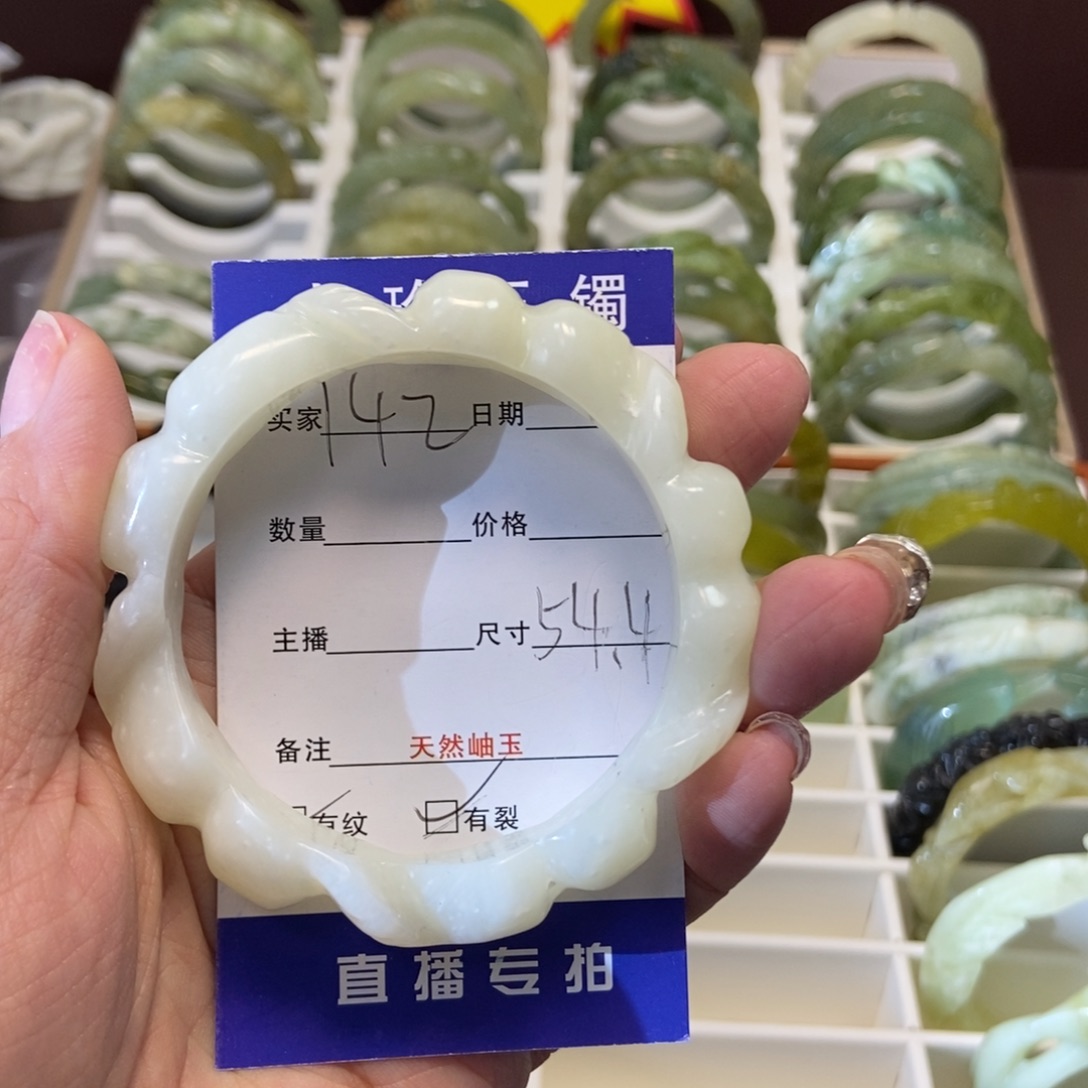 镯
买家 142 日期
数量 价格
主播 尺寸 54.4
备注 天然岫玉
有纹 有裂
直播专拍